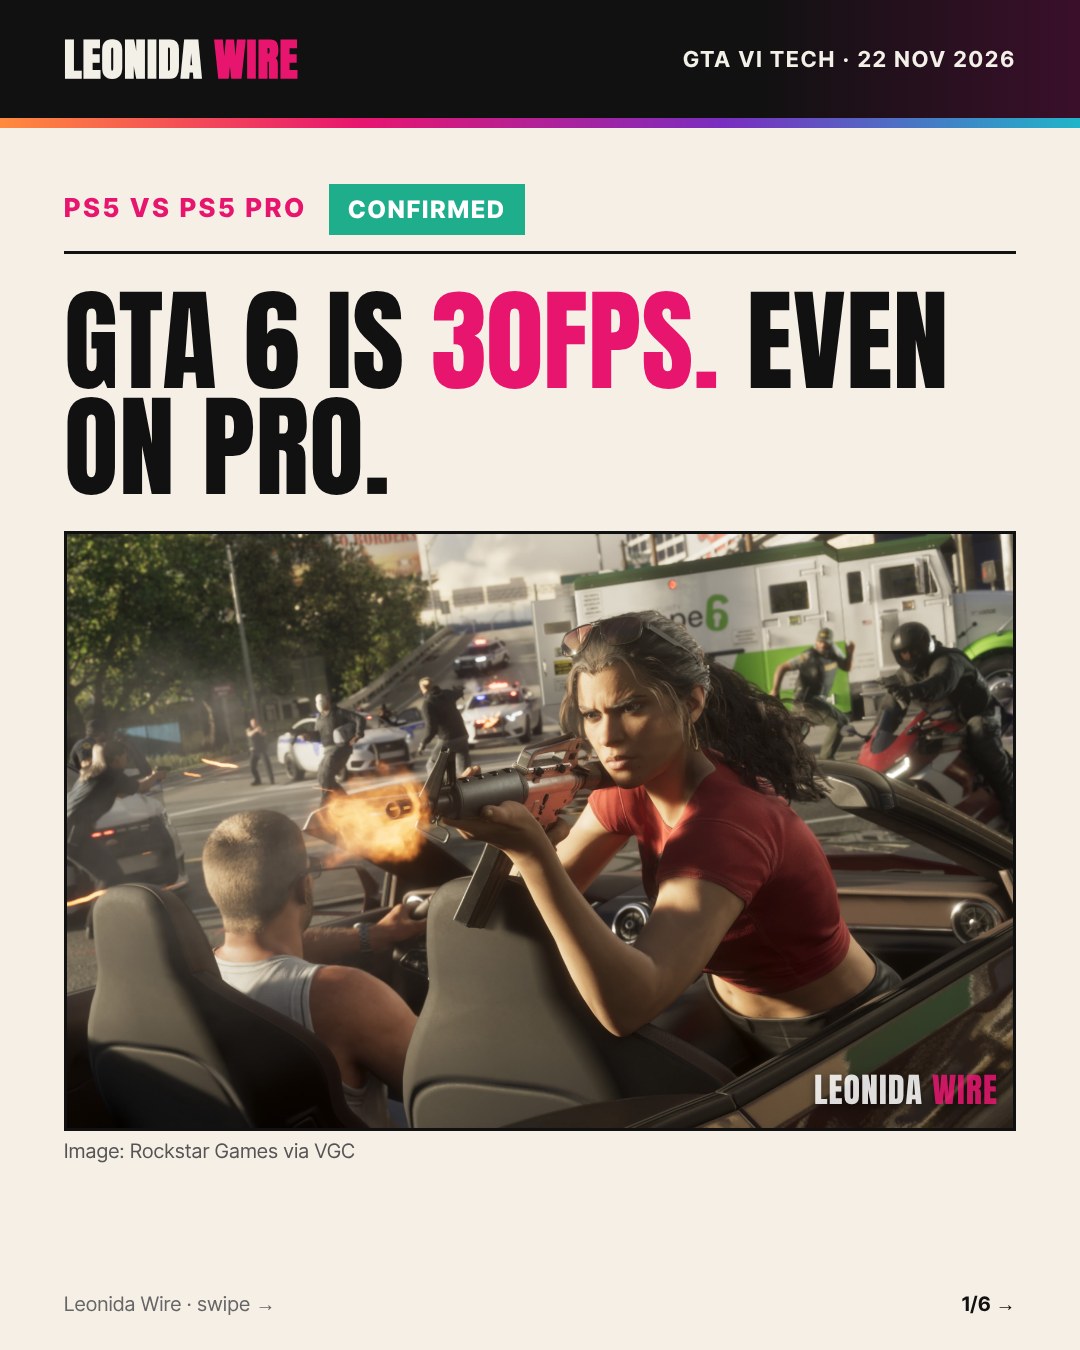 LEONIDA WIRE
GTA VI TECH · 22 NOV 2026
PS5 VS PS5 PRO
CONFIRMED
GTA 6 IS 30FPS. EVEN
ON PRO.
pe6
LEONIDA WIRE
Image: Rockstar Games via VGC
Leonida Wire · swipe →
1/6 →